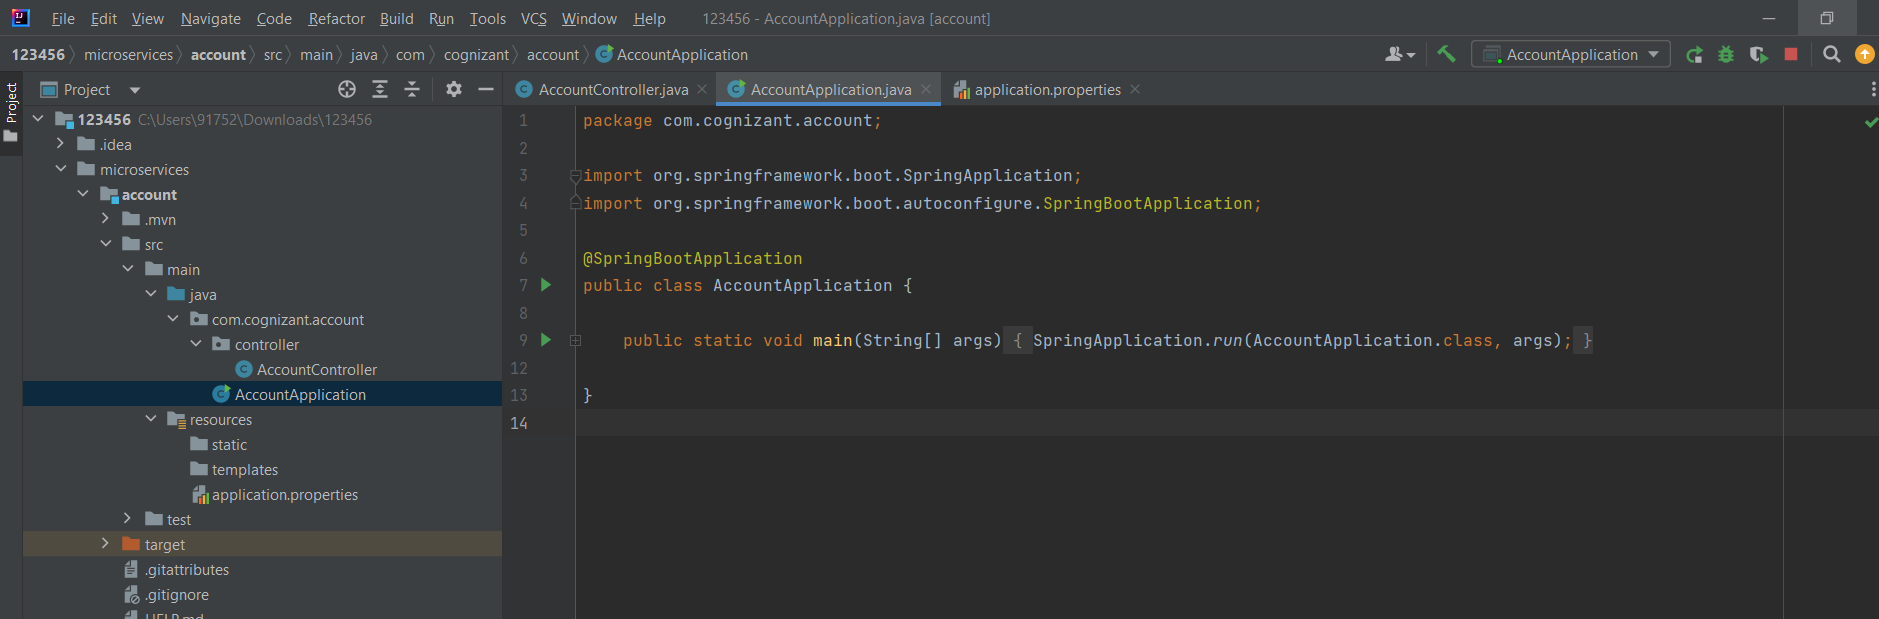 File Edit View Navigate Code Refactor Build Run Tools VCS Window Help 123456 - AccountApplication.java [account]
123456 microservices account src main java com cognizant account AccountApplication AccountApplication
Project
Project
AccountController.java AccountApplication.java application.properties
123456 C:\Users\91752\Downloads\123456
.idea
microservices
account
.mvn
src
main
java
com.cognizant.account
controller
AccountController
AccountApplication
resources
static
templates
application.properties
test
target
.gitattributes
.gitignore
HELP.md
1 package com.cognizant.account;
2
3 import org.springframework.boot.SpringApplication;
4 import org.springframework.boot.autoconfigure.SpringBootApplication;
5
6 @SpringBootApplication
7 public class AccountApplication {
8
9 public static void main(String[] args) { SpringApplication.run(AccountApplication.class, args); }
12
13 }
14